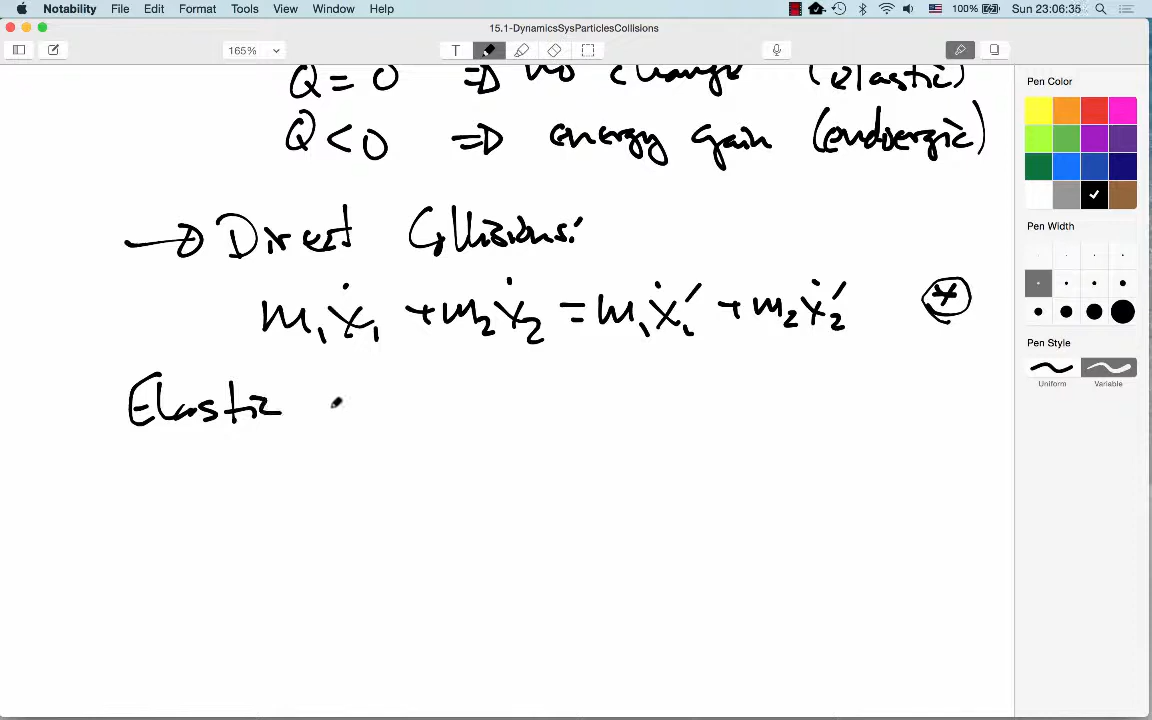 Notability File Edit Format Tools View Window Help 100% Sun 23:06:35
15.1-DynamicsSysParticlesCollisions
165% T
Pen Color
Pen Width
Pen Style
Uniform Variable
Q = 0 ⇒ no change (elastic)
Q < 0 ⇒ energy gain (endoergic)
→ Direct Collisions:
m₁ẋ₁ + m₂ẋ₂ = m₁ẋ₁′ + m₂ẋ₂′ (*)
Elastic